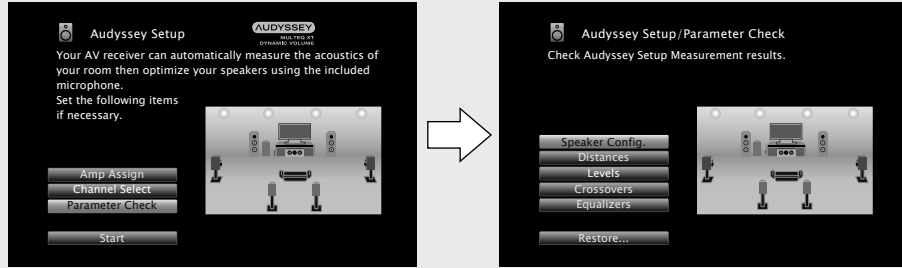 Audyssey Setup
AUDYSSEY
MULTEQ XT
DYNAMIC VOLUME
Your AV receiver can automatically measure the acoustics of
your room then optimize your speakers using the included
microphone.
Set the following items
if necessary.
Amp Assign
Channel Select
Parameter Check
Start
Audyssey Setup/Parameter Check
Check Audyssey Setup Measurement results.
Speaker Config.
Distances
Levels
Crossovers
Equalizers
Restore...